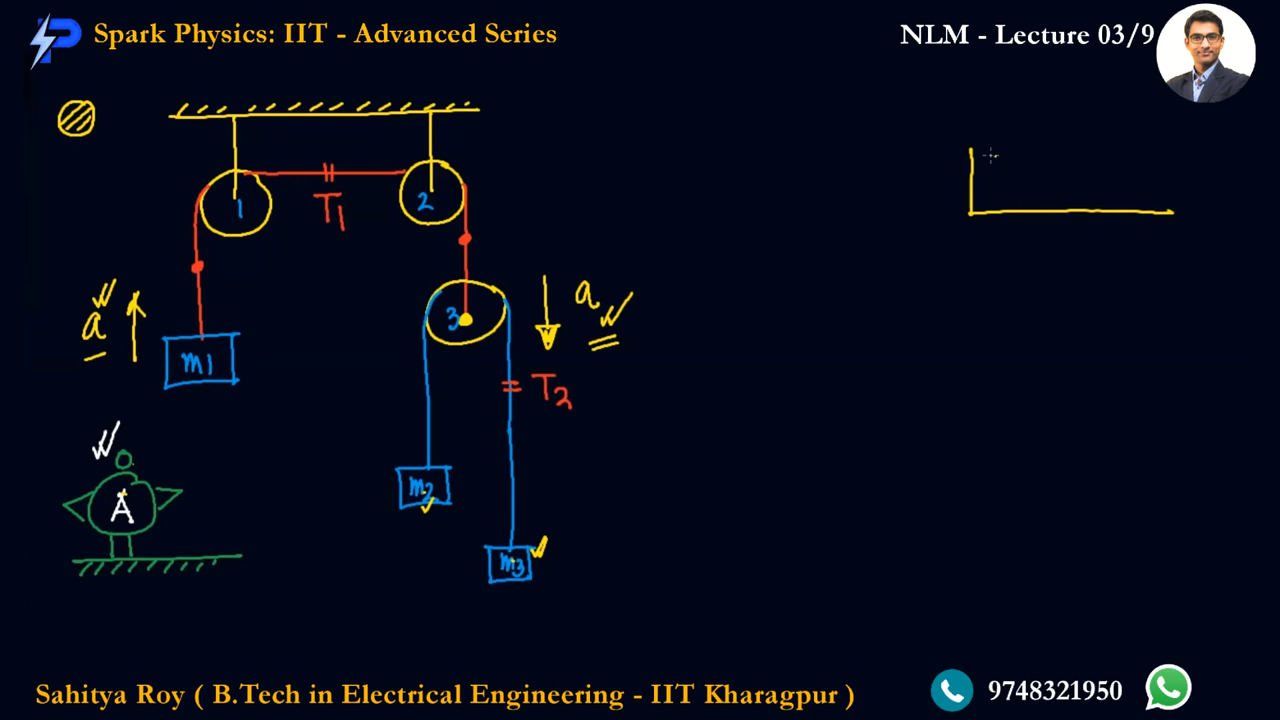 Spark Physics: IIT - Advanced Series
NLM - Lecture 03/9
1
2
T1
a
3
a
m1
T2
A
m2
m3
Sahitya Roy ( B.Tech in Electrical Engineering - IIT Kharagpur )
9748321950